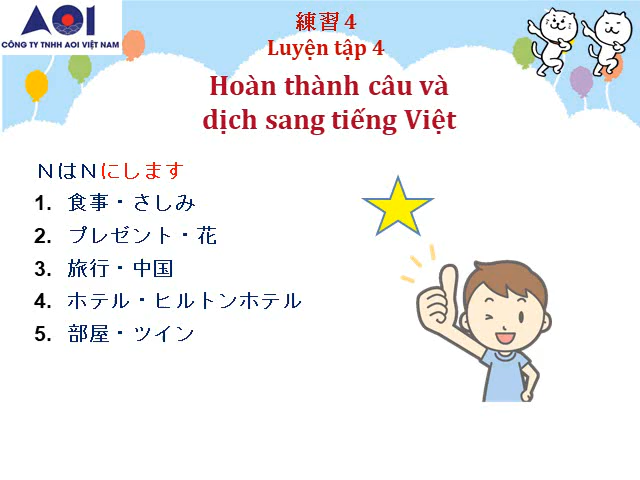 AOI
CÔNG TY TNHH AOI VIỆT NAM
練習 4
Luyện tập 4
Hoàn thành câu và
dịch sang tiếng Việt
ＮはＮにします
1. 食事・さしみ
2. プレゼント・花
3. 旅行・中国
4. ホテル・ヒルトンホテル
5. 部屋・ツイン